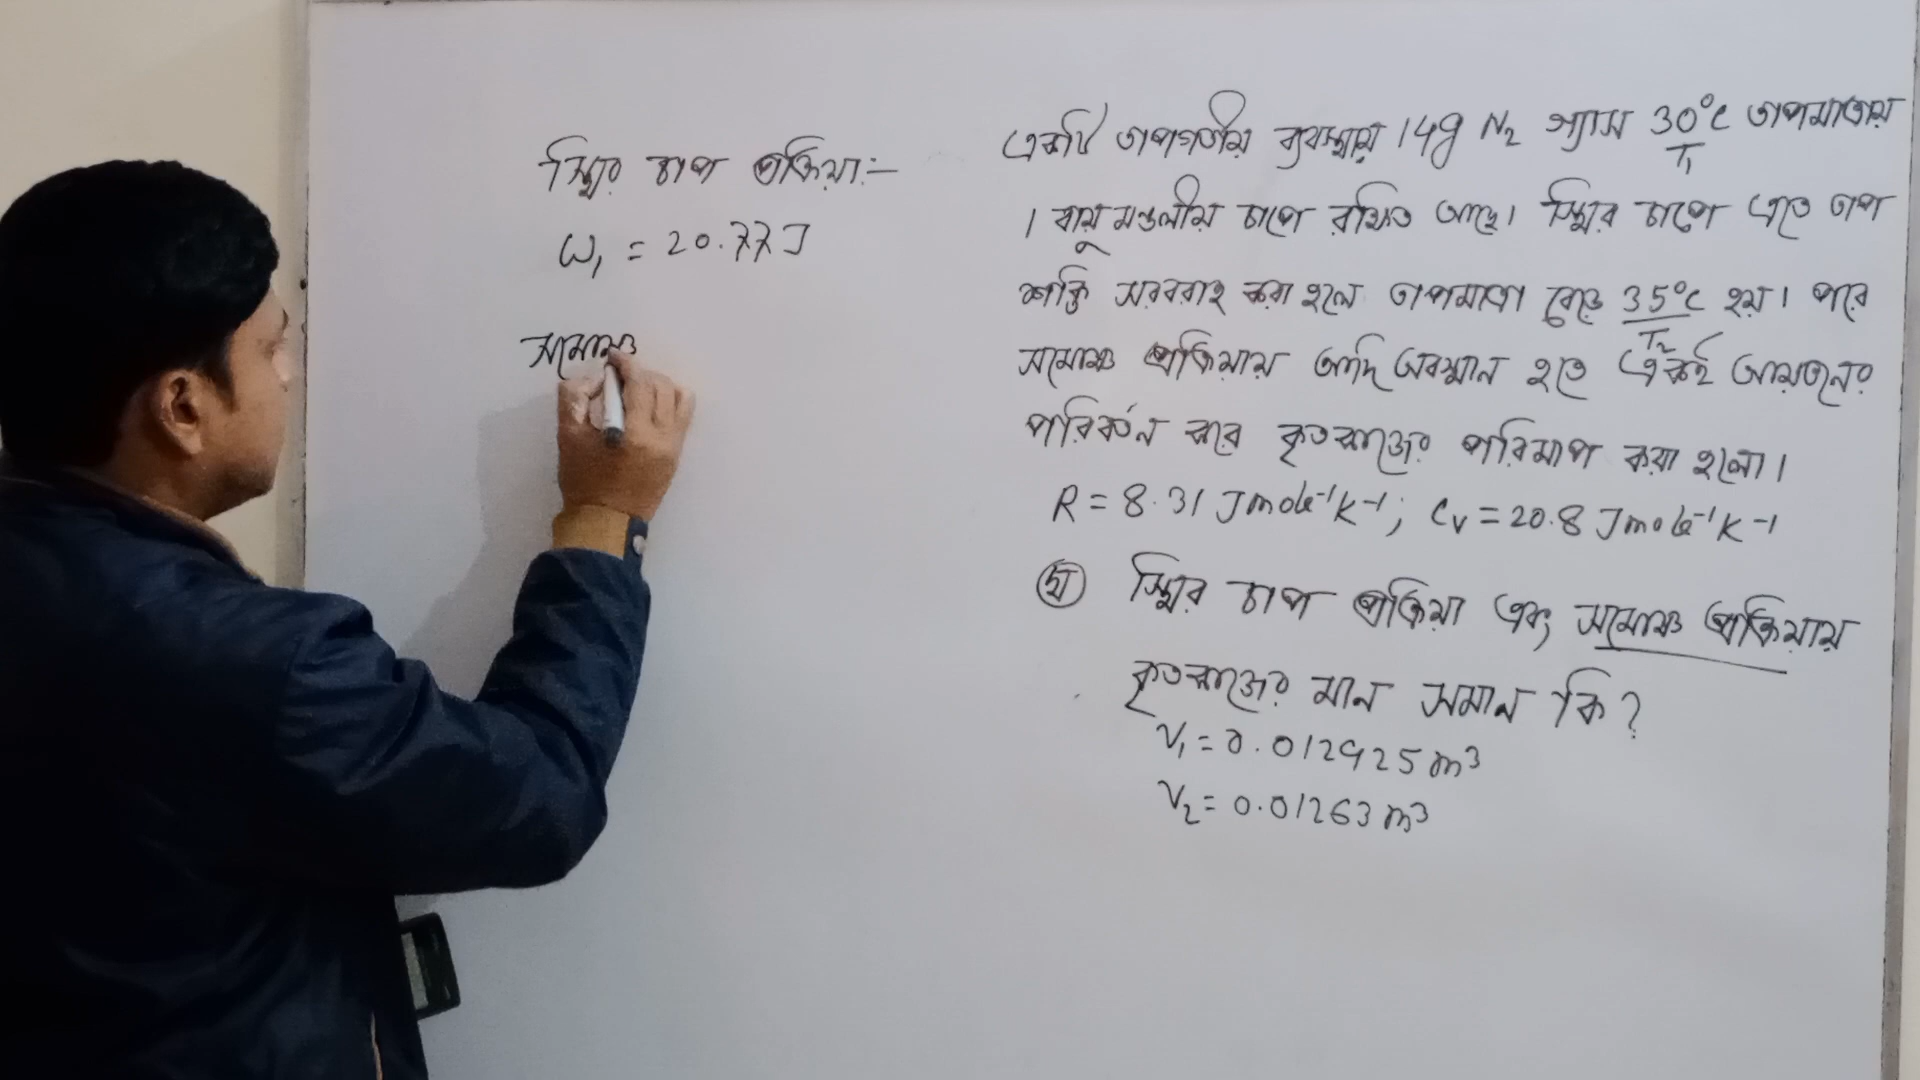 স্থির চাপ প্রক্রিয়া:-
W₁ = 20.77J
সমোষ্ণ
একটি তাপগতীয় ব্যবস্থায় 14g N₂ গ্যাস 30°C তাপমাত্রায়
T₁
1 বায়ুমন্ডলীয় চাপে রক্ষিত আছে। স্থির চাপে এতে তাপ
শক্তি সরবরাহ করা হলে তাপমাত্রা বেড়ে 35°C হয়। পরে
T₂
সমোষ্ণ প্রক্রিয়ায় আদি অবস্থান হতে একই আয়তনের
পরিবর্তন করে কৃতকাজের পরিমাপ করা হলো।
R = 8.31 Jmole⁻¹K⁻¹; Cv = 20.8 Jmole⁻¹K⁻¹
ঘ স্থির চাপ প্রক্রিয়া এবং সমোষ্ণ প্রক্রিয়ায়
কৃতকাজের মান সমান কি?
V₁ = 0.012425 m³
V₂ = 0.01263 m³